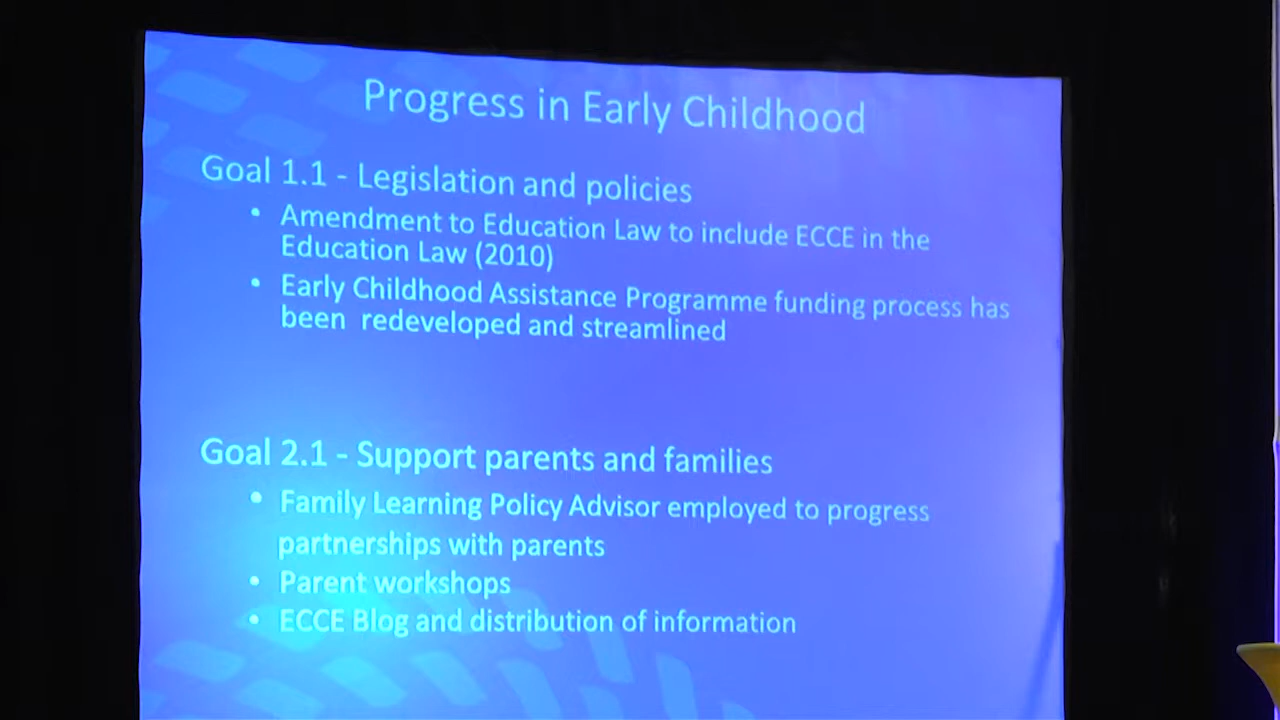 Progress in Early Childhood
Goal 1.1 - Legislation and policies
• Amendment to Education Law to include ECCE in the
Education Law (2010)
• Early Childhood Assistance Programme funding process has
been redeveloped and streamlined
Goal 2.1 - Support parents and families
• Family Learning Policy Advisor employed to progress
partnerships with parents
• Parent workshops
• ECCE Blog and distribution of information